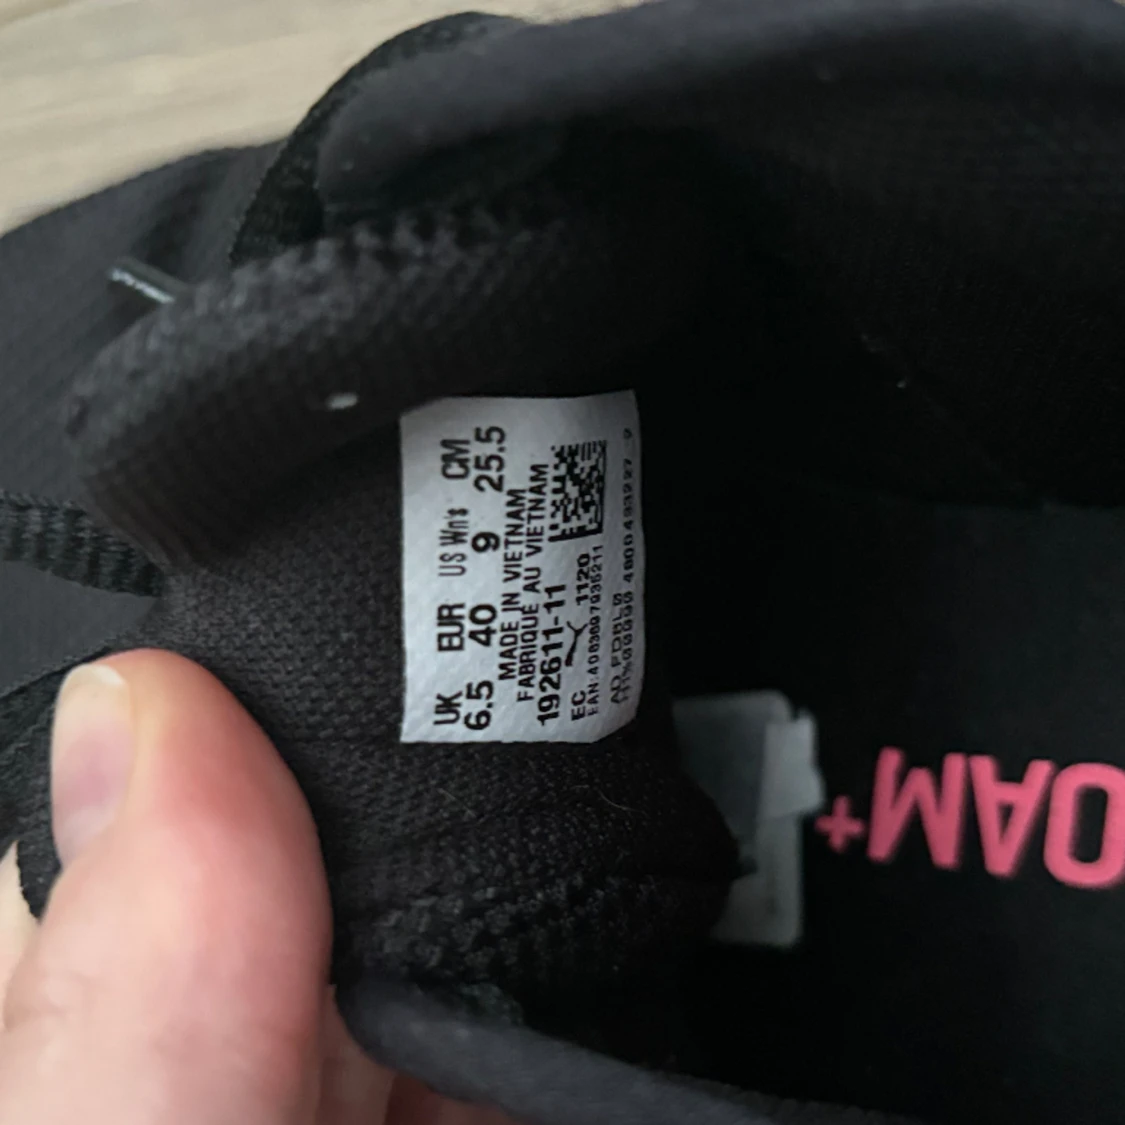 UK EUR US Wn's CM
6.5 40 9 25.5
MADE IN VIETNAM
FABRIQUE AU VIETNAM
192611-11
EC 1120
EAN:
OAM+